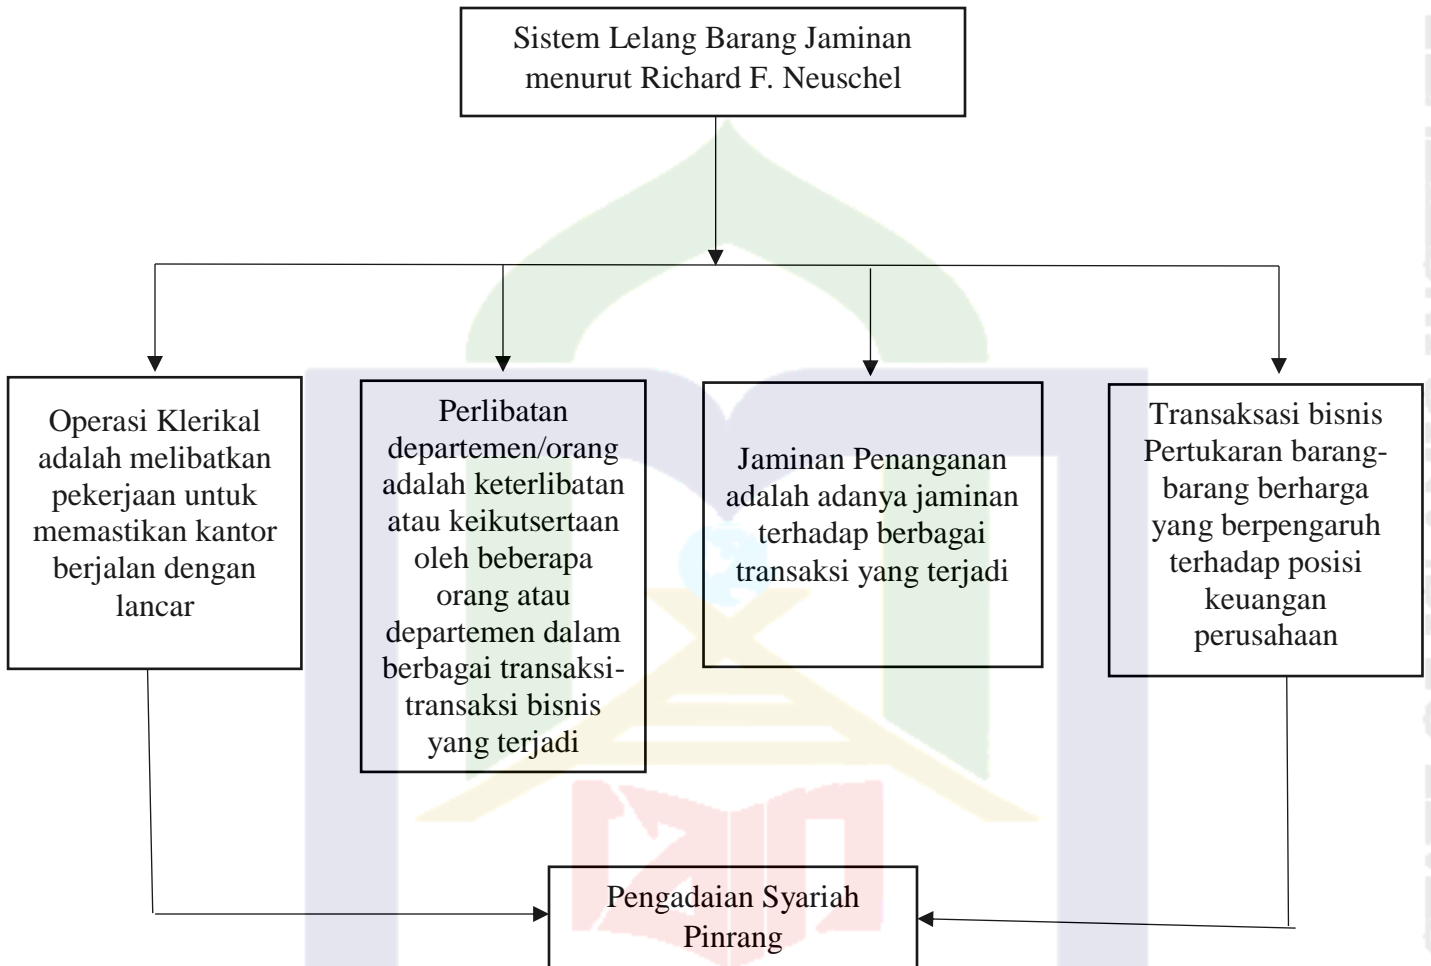 Sistem Lelang Barang Jaminan
menurut Richard F. Neuschel
Operasi Klerikal
adalah melibatkan
pekerjaan untuk
memastikan kantor
berjalan dengan
lancar
Perlibatan
departemen/orang
adalah keterlibatan
atau keikutsertaan
oleh beberapa
orang atau
departemen dalam
berbagai transaksi-
transaksi bisnis
yang terjadi
Jaminan Penanganan
adalah adanya jaminan
terhadap berbagai
transaksi yang terjadi
Transaksasi bisnis
Pertukaran barang-
barang berharga
yang berpengaruh
terhadap posisi
keuangan
perusahaan
Pengadaian Syariah
Pinrang